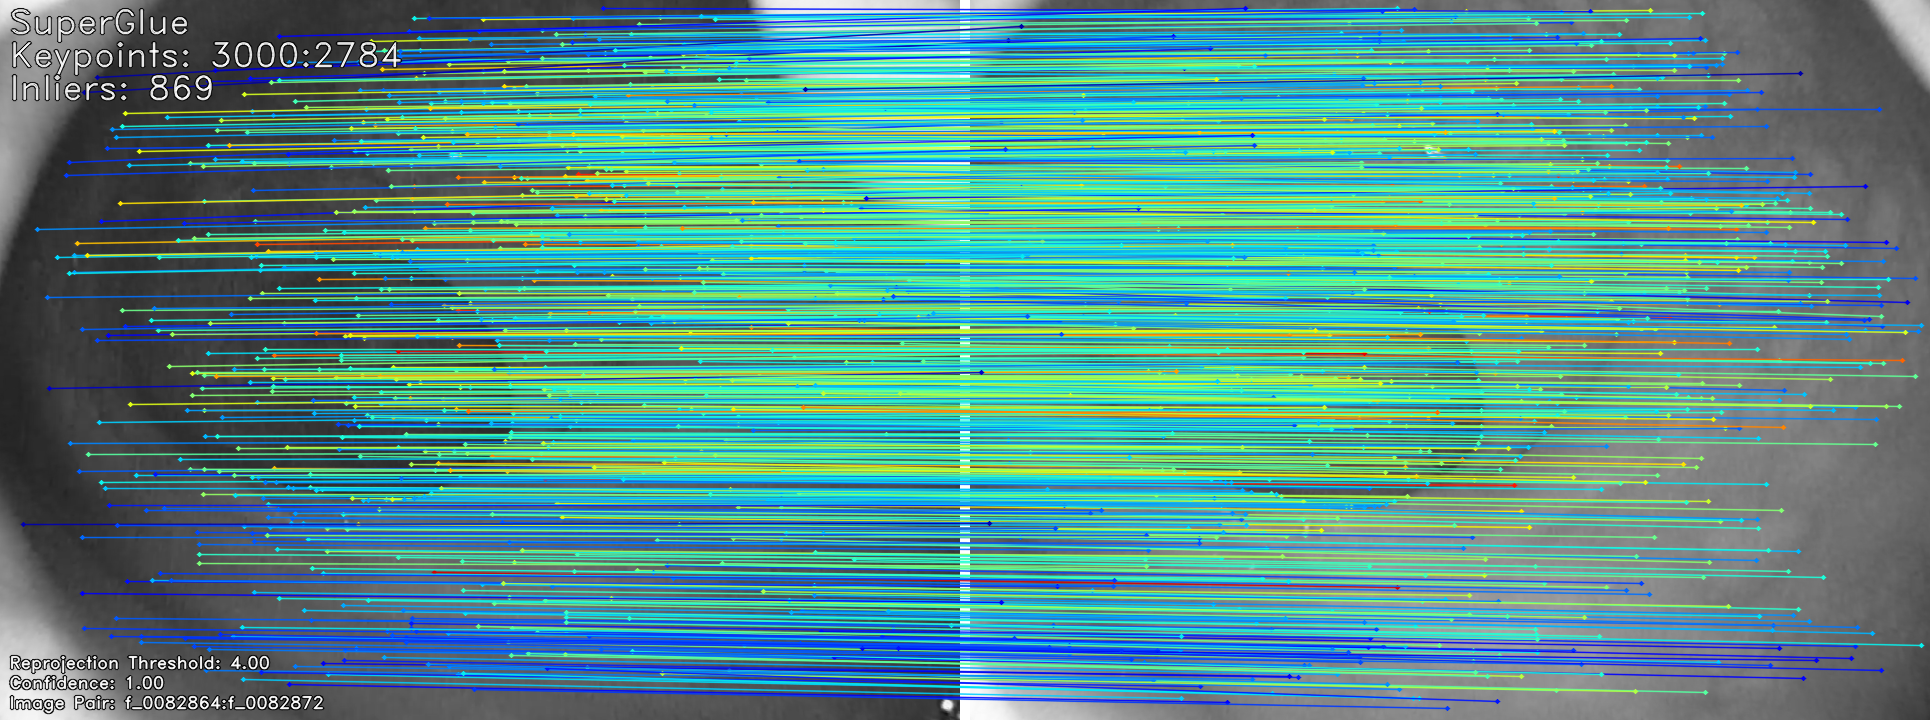 SuperGlue
Keypoints: 3000:2784
Inliers: 869
Reprojection Threshold: 4.00
Confidence: 1.00
Image Pair: f_0082864:f_0082872